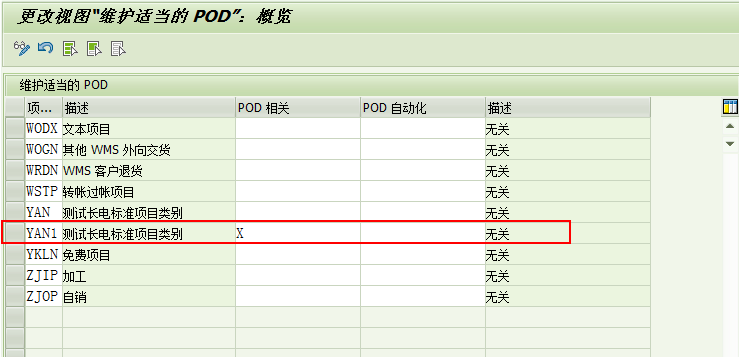 更改视图"维护适当的 POD"：概览
维护适当的 POD
项... 描述 POD 相关 POD 自动化 描述
WODX 文本项目 无关
WOGN 其他 WMS 外向交货 无关
WRDN WMS 客户退货 无关
WSTP 转帐过帐项目 无关
YAN 测试长电标准项目类别 无关
YAN1 测试长电标准项目类别 X 无关
YKLN 免费项目 无关
ZJIP 加工 无关
ZJOP 自销 无关